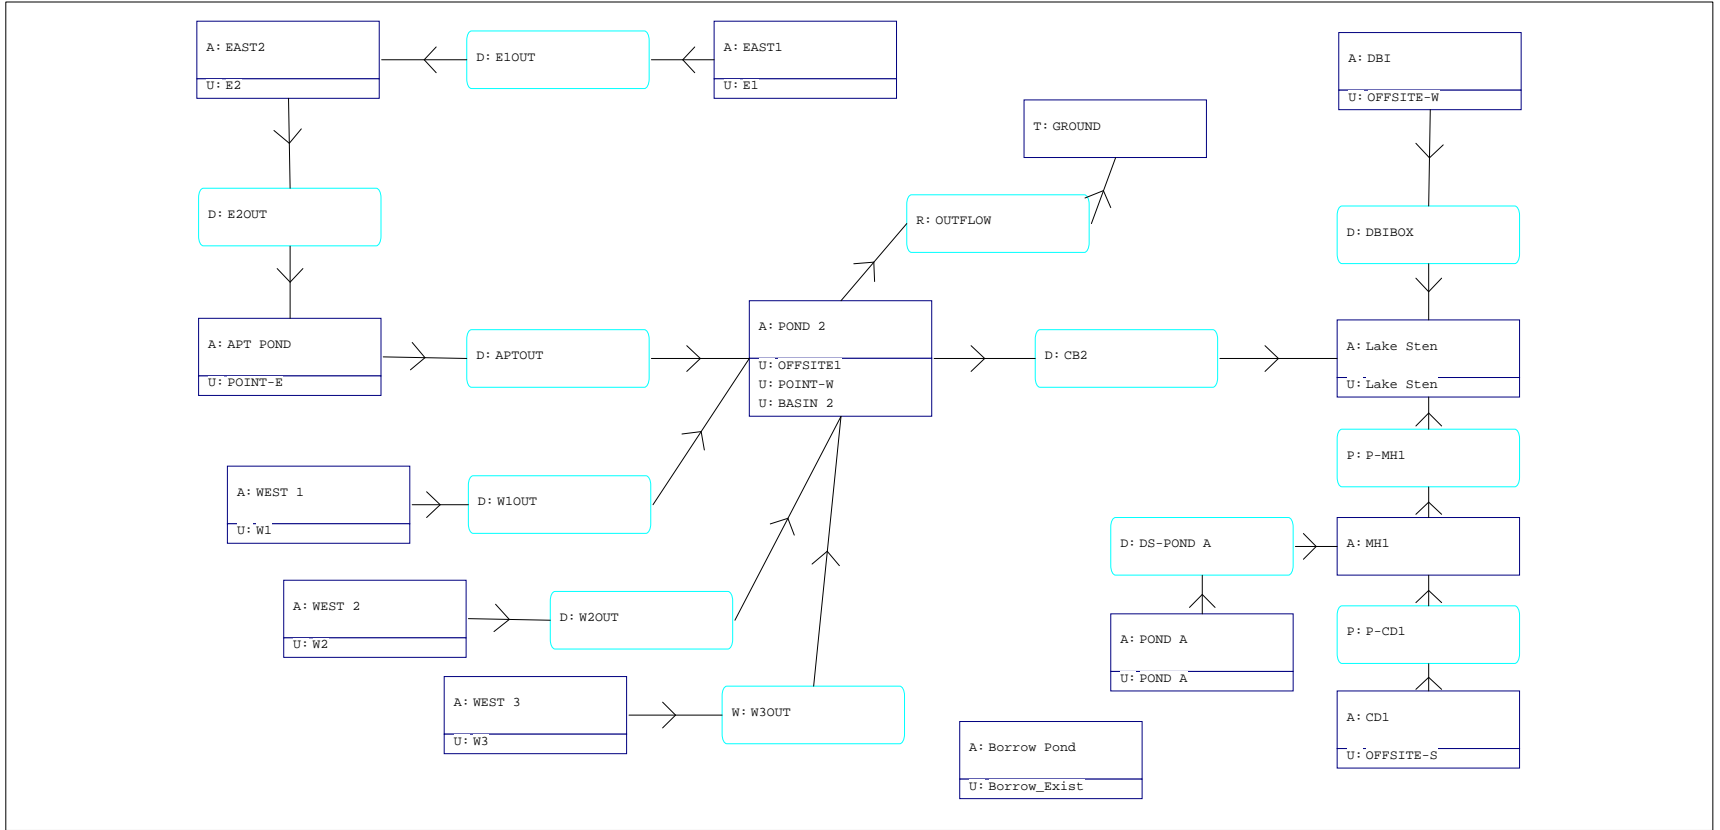 A: EAST2
U: E2
D: E1OUT
A: EAST1
U: E1
A: DBI
U: OFFSITE-W
T: GROUND
D: E2OUT
R: OUTFLOW
D: DBIBOX
A: APT POND
U: POINT-E
D: APTOUT
A: POND 2
U: OFFSITE1
U: POINT-W
U: BASIN 2
D: CB2
A: Lake Sten
U: Lake Sten
P: P-MH1
A: WEST 1
U: W1
D: W1OUT
D: DS-POND A
A: MH1
A: WEST 2
U: W2
D: W2OUT
A: POND A
U: POND A
P: P-CD1
A: WEST 3
U: W3
W: W3OUT
A: Borrow Pond
U: Borrow_Exist
A: CD1
U: OFFSITE-S